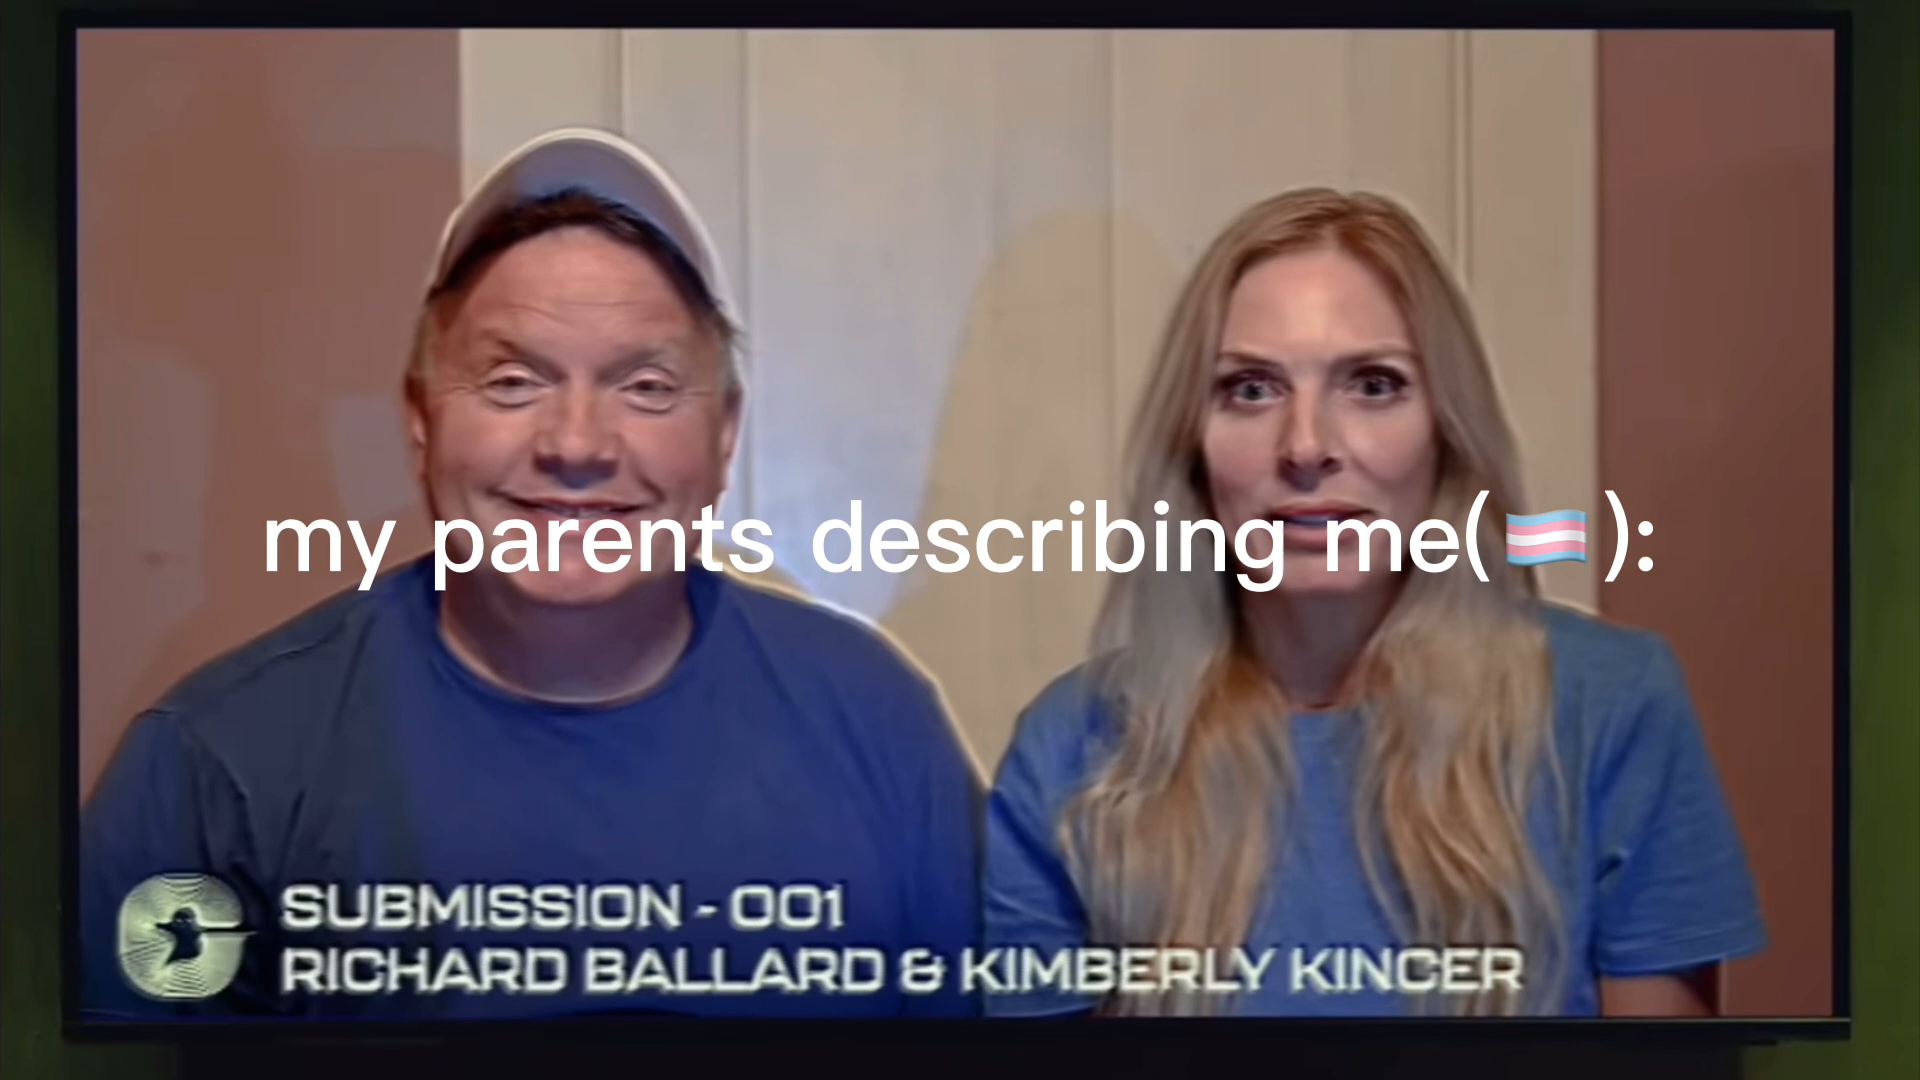 my parents describing me(🏳️‍⚧️):
SUBMISSION - 001
RICHARD BALLARD & KIMBERLY KINCER